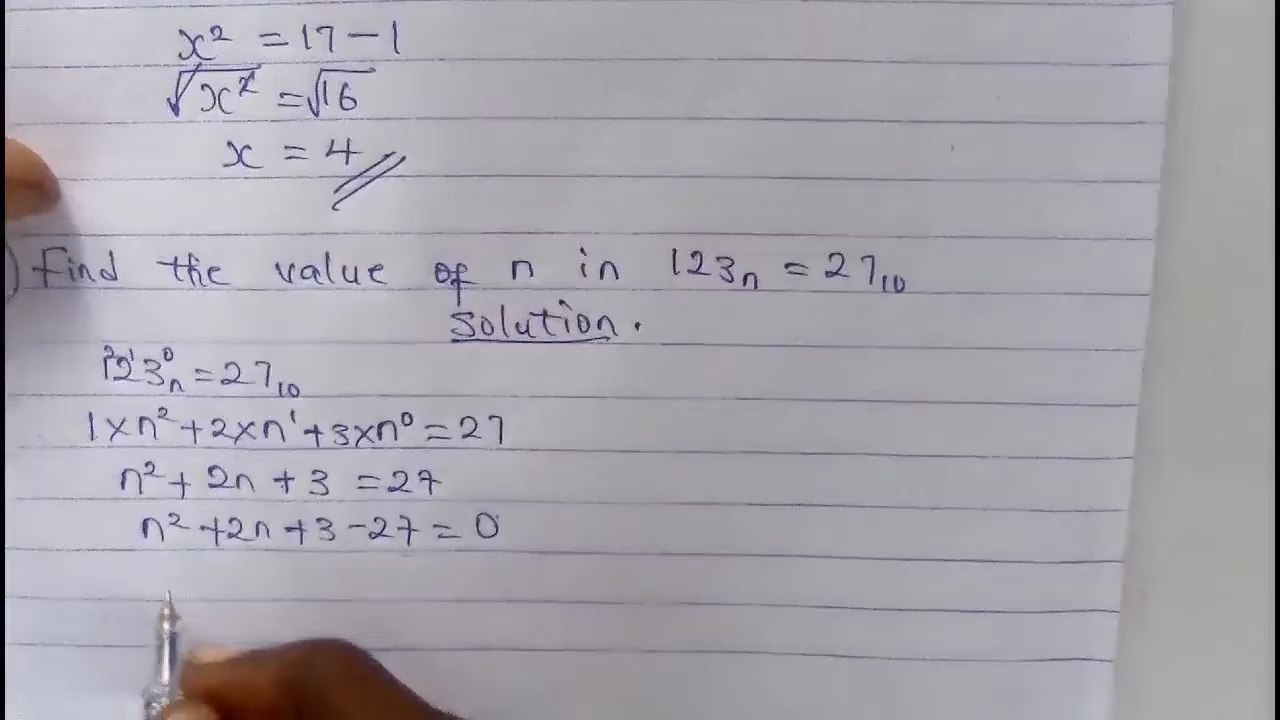 x² = 17 - 1
√x² = √16
x = 4
) Find the value of n in 123ₙ = 27₁₀
Solution.
1²2¹3⁰ₙ = 27₁₀
1×n² + 2×n¹ + 3×n⁰ = 27
n² + 2n + 3 = 27
n² + 2n + 3 - 27 = 0